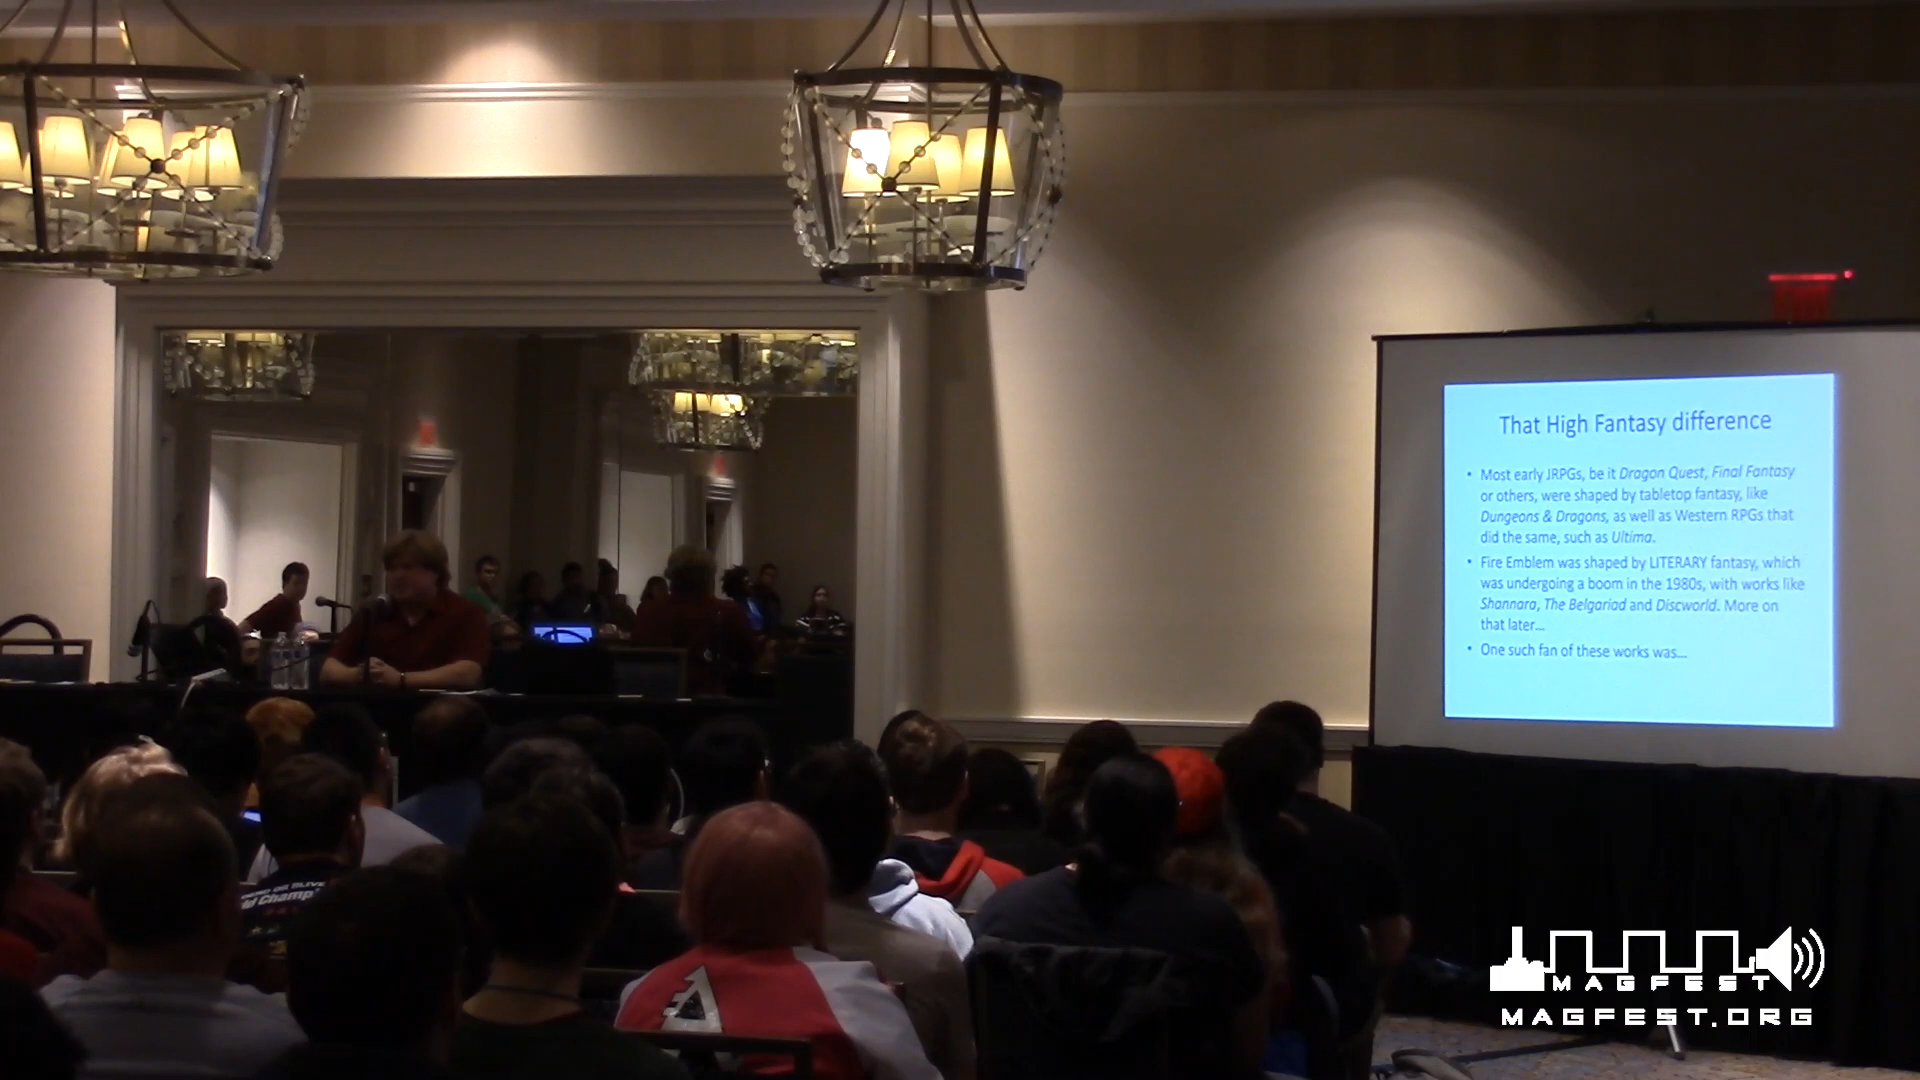 That High Fantasy difference
• Most early JRPGs, be it Dragon Quest, Final Fantasy
or others, were shaped by tabletop fantasy, like
Dungeons & Dragons, as well as Western RPGs that
did the same, such as Ultima.
• Fire Emblem was shaped by LITERARY fantasy, which
was undergoing a boom in the 1980s, with works like
Shannara, The Belgariad and Discworld. More on
that later...
• One such fan of these works was...
MAGFEST
MAGFEST.ORG